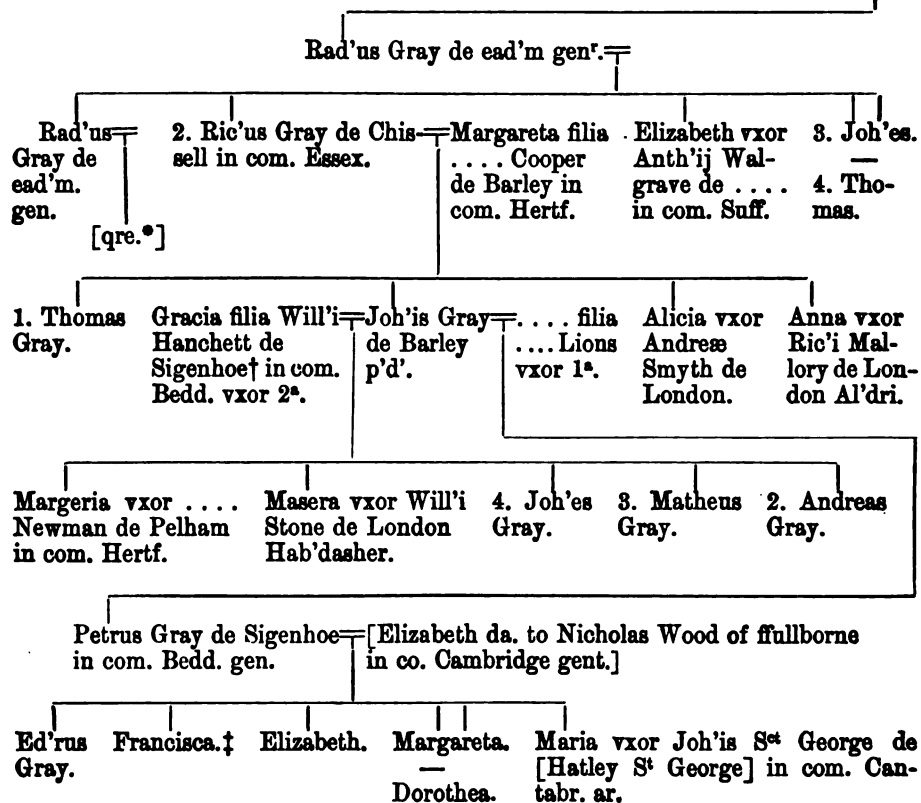 Rad'us Gray de ead'm genʳ.
Rad'us
Gray de
ead'm.
gen.
[qre.*]
2. Ric'us Gray de Chis-
sell in com. Essex.
Margareta filia
. . . . Cooper
de Barley in
com. Hertf.
Elizabeth vxor
Anth'ij Wal-
grave de . . . .
in com. Suff.
3. Joh'es.
—
4. Tho-
mas.
1. Thomas
Gray.
Gracia filia Will'i
Hanchett de
Sigenhoe† in com.
Bedd. vxor 2ᵃ.
Joh'is Gray
de Barley
p'd'.
. . . . filia
. . . . Lions
vxor 1ᵃ.
Alicia vxor
Andreæ
Smyth de
London.
Anna vxor
Ric'i Mal-
lory de Lon-
don Al'dri.
Margeria vxor . . . .
Newman de Pelham
in com. Hertf.
Masera vxor Will'i
Stone de London
Hab'dasher.
4. Joh'es
Gray.
3. Matheus
Gray.
2. Andreas
Gray.
Petrus Gray de Sigenhoe
in com. Bedd. gen.
[Elizabeth da. to Nicholas Wood of ffullborne
in co. Cambridge gent.]
Ed'rus
Gray.
Francisca.‡
Elizabeth.
Margareta.
—
Dorothea.
Maria vxor Joh'is Sᶜᵗ George de
[Hatley Sᵗ George] in com. Can-
tabr. ar.